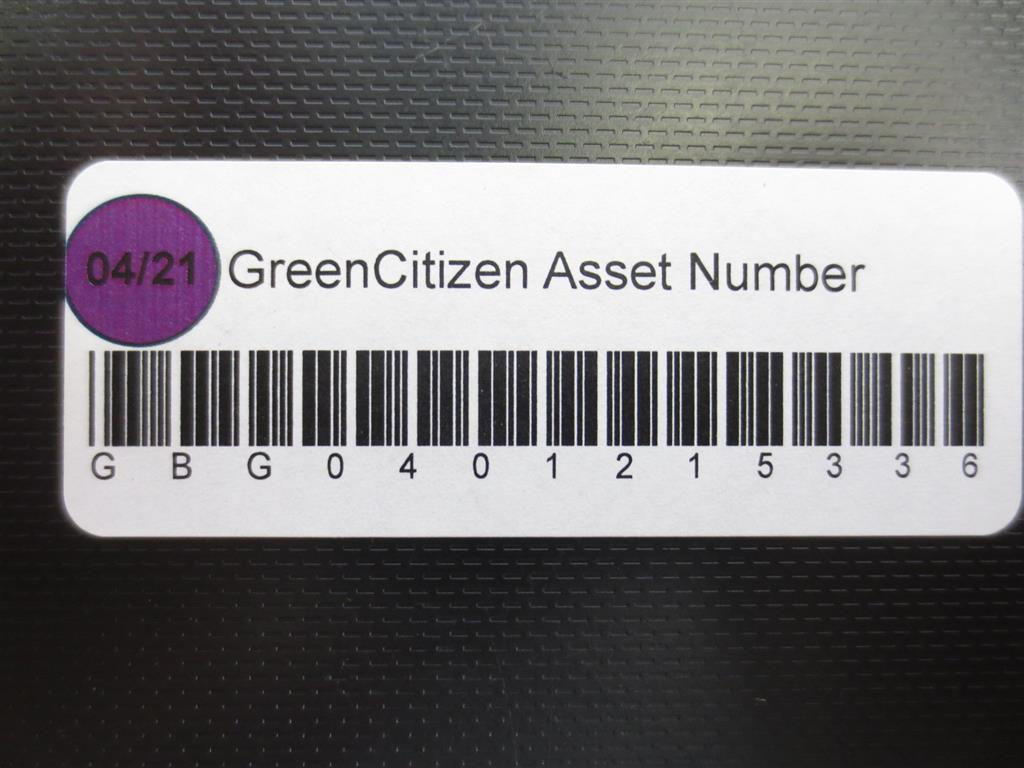 04/21 GreenCitizen Asset Number
G B G 0 4 0 1 2 1 5 3 3 6